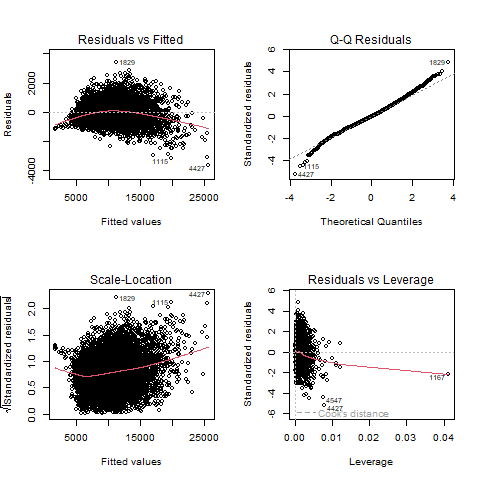 Residuals vs Fitted
Residuals
-4000 0 2000
1829
1115
4427
5000 15000 25000
Fitted values
Q-Q Residuals
Standardized residuals
-4 -2 0 2 4 6
1829
1115
4427
-4 -2 0 2 4
Theoretical Quantiles
Scale-Location
√|Standardized residuals|
0.0 0.5 1.0 1.5 2.0
1829
1115
4427
5000 15000 25000
Fitted values
Residuals vs Leverage
Standardized residuals
-6 -4 -2 0 2 4 6
1167
4547
4427
Cook's distance
0.00 0.01 0.02 0.03 0.04
Leverage